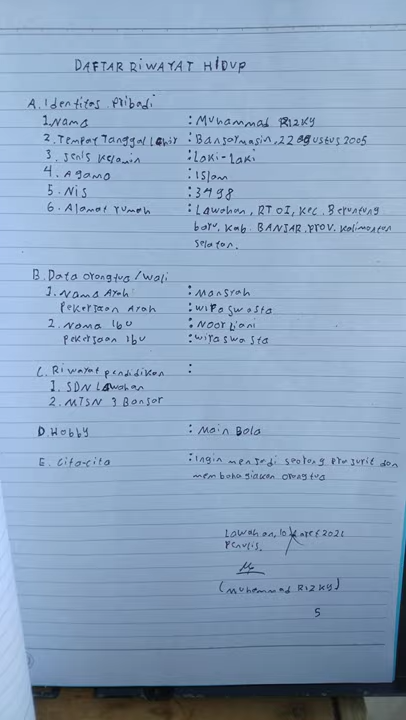 DAFTAR RIWAYAT HIDUP
A. Identitas Pribadi
1. Nama : Muhammad RIZKY
2. Tempat Tanggal Lahir : Banjarmasin, 22 agustus 2005
3. Jenis Kelamin : Laki-Laki
4. Agama : Islam
5. Nis : 3498
6. Alamat rumah : Lawahan, RT 01, Kec. Beruntung
baru, Kab. BANJAR, Prov. Kalimantan
Selatan.
B. Data orangtua/wali
1. Nama Ayah : Mansyah
Pekerjaan Ayah : wiraswasta
2. Nama Ibu : Noorliani
Pekerjaan Ibu : wiraswasta
C. Riwayat pendidikan :
1. SDN Lawahan
2. MTSN 3 Banjar
D. Hobby : Main Bola
E. Cita-cita : Ingin menjadi seorang prajurit dan
membahagiakan orangtua
Lawahan, 10 Maret 2021
Penulis,
(Muhammad RIZKY)
5